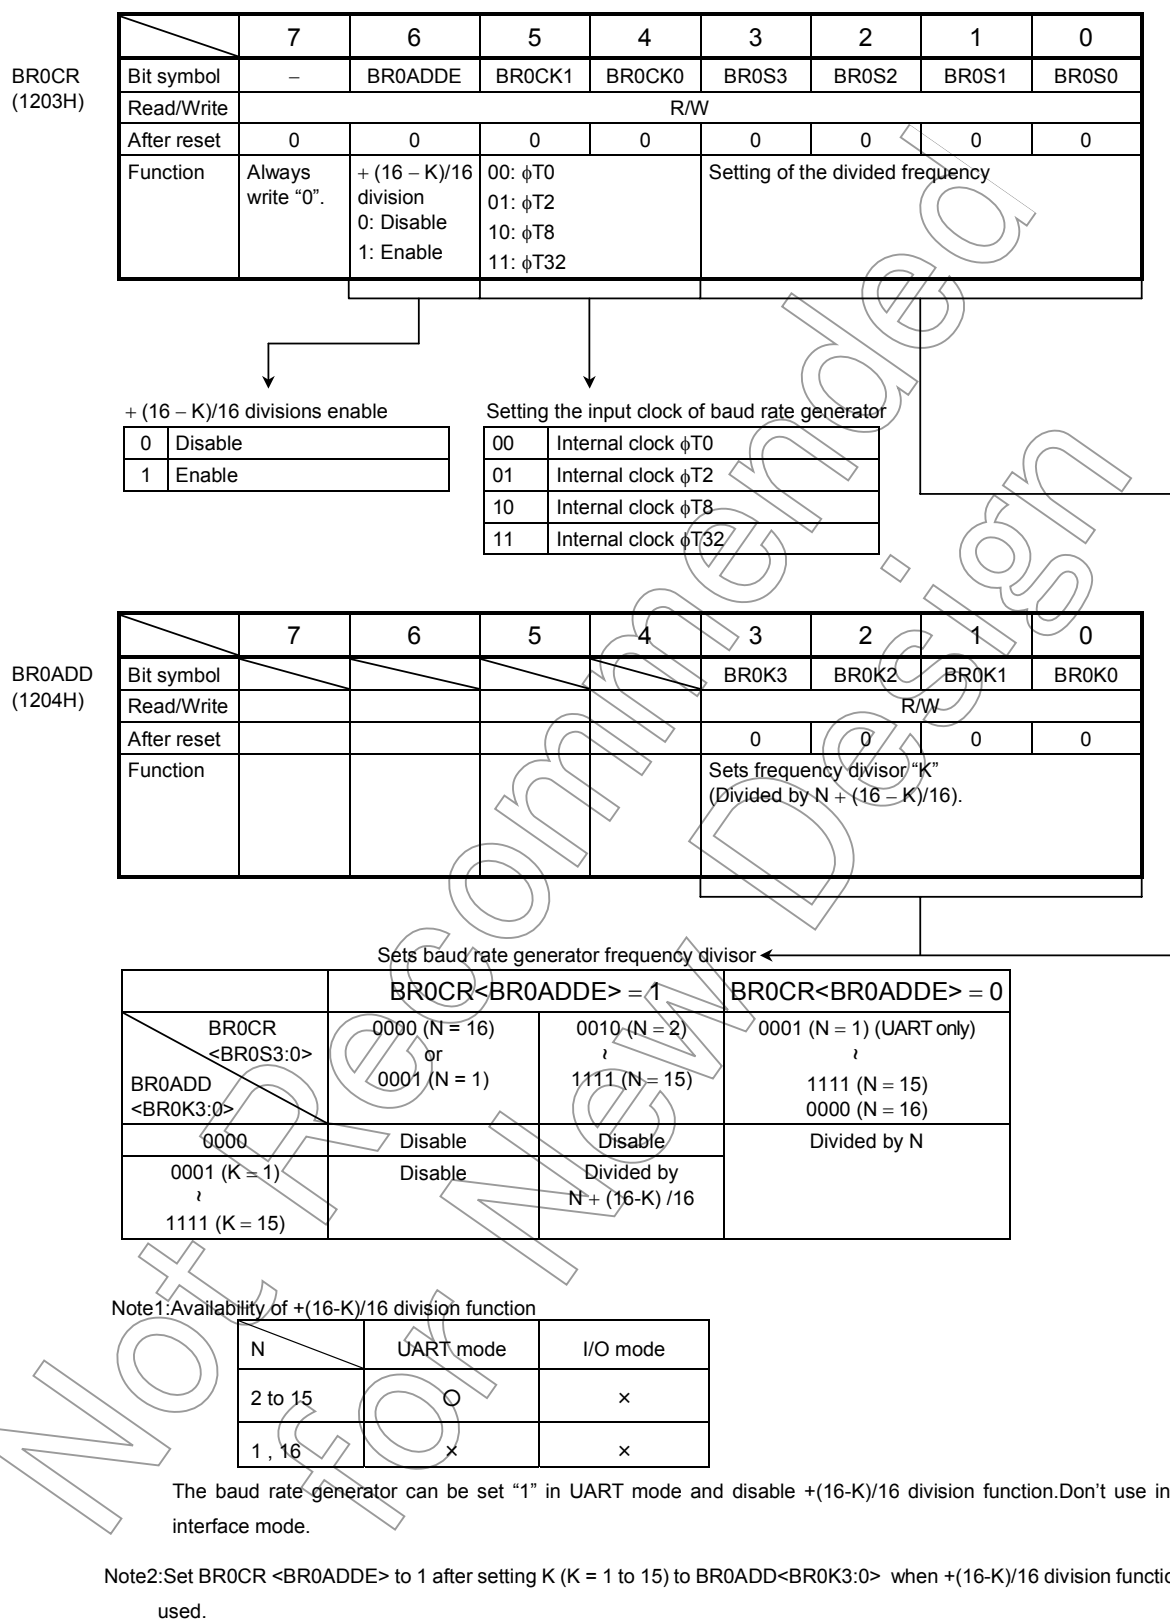 7 6 5 4 3 2 1 0
BR0CR
(1203H)
Bit symbol – BR0ADDE BR0CK1 BR0CK0 BR0S3 BR0S2 BR0S1 BR0S0
Read/Write R/W
After reset 0 0 0 0 0 0 0 0
Function Always + (16 – K)/16 00: ϕT0 Setting of the divided frequency
write “0”. division 01: ϕT2
0: Disable 10: ϕT8
1: Enable 11: ϕT32
+ (16 – K)/16 divisions enable
0 Disable
1 Enable
Setting the input clock of baud rate generator
00 Internal clock ϕT0
01 Internal clock ϕT2
10 Internal clock ϕT8
11 Internal clock ϕT32
7 6 5 4 3 2 1 0
BR0ADD
(1204H)
Bit symbol BR0K3 BR0K2 BR0K1 BR0K0
Read/Write R/W
After reset 0 0 0 0
Function Sets frequency divisor “K”
(Divided by N + (16 – K)/16).
Sets baud rate generator frequency divisor
BR0CR<BR0ADDE> = 1 BR0CR<BR0ADDE> = 0
BR0CR
<BR0S3:0>
BR0ADD
<BR0K3:0>
0000 (N = 16)
or
0001 (N = 1)
0010 (N = 2)
~
1111 (N = 15)
0001 (N = 1) (UART only)
~
1111 (N = 15)
0000 (N = 16)
0000 Disable Disable Divided by N
0001 (K = 1)
~
1111 (K = 15)
Disable
Divided by
N + (16-K) /16
Note1:Availability of +(16-K)/16 division function
N UART mode I/O mode
2 to 15 ○ ×
1 , 16 × ×
The baud rate generator can be set “1” in UART mode and disable +(16-K)/16 division function.Don’t use in
interface mode.
Note2:Set BR0CR <BR0ADDE> to 1 after setting K (K = 1 to 15) to BR0ADD<BR0K3:0> when +(16-K)/16 division functio
used.
Not Recommended
for New Design